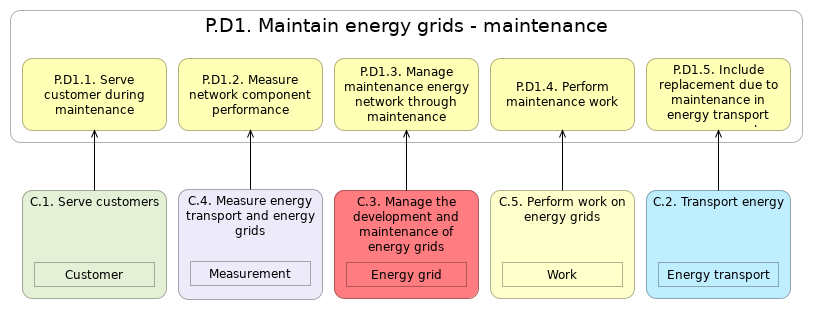 P.D1. Maintain energy grids - maintenance
P.D1.1. Serve
customer during
maintenance
P.D1.2. Measure
network component
performance
P.D1.3. Manage
maintenance energy
network through
maintenance
P.D1.4. Perform
maintenance work
P.D1.5. Include
replacement due to
maintenance in
energy transport
C.1. Serve customers
Customer
C.4. Measure energy
transport and energy
grids
Measurement
C.3. Manage the
development and
maintenance of
energy grids
Energy grid
C.5. Perform work on
energy grids
Work
C.2. Transport energy
Energy transport